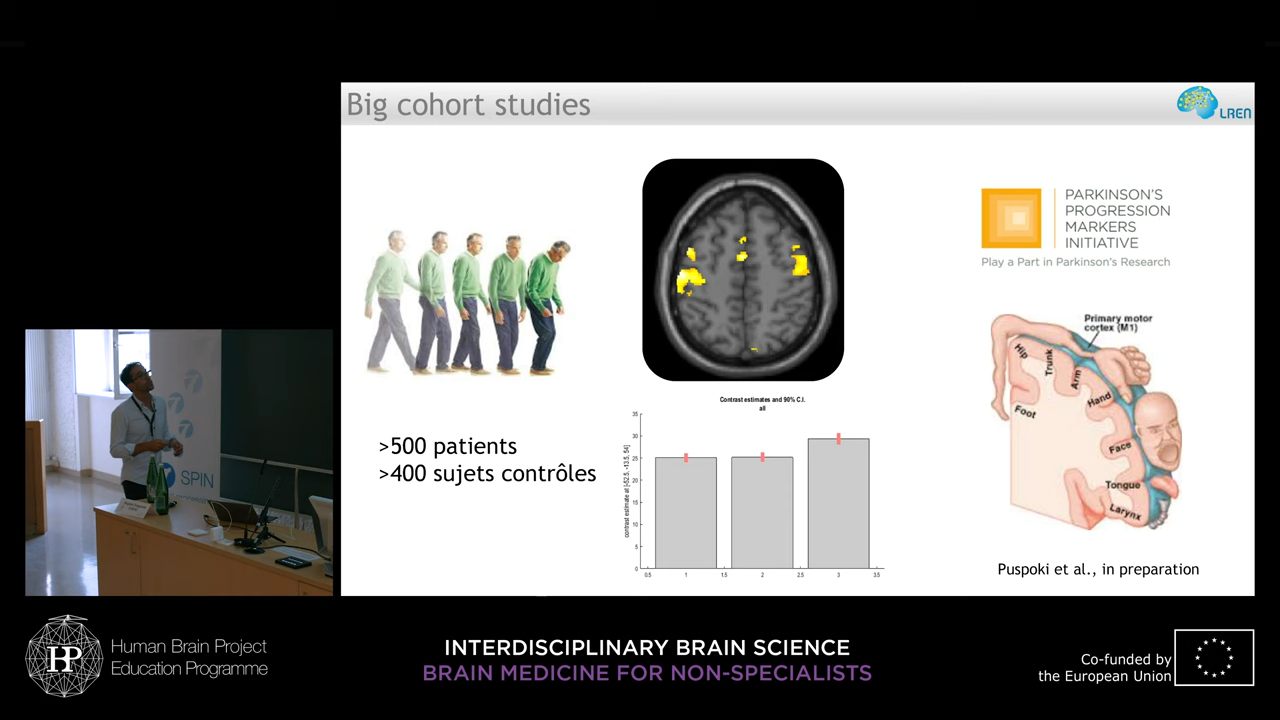 Big cohort studies
LREN
PARKINSON'S
PROGRESSION
MARKERS
INITIATIVE
Play a Part in Parkinson's Research
>500 patients
>400 sujets contrôles
Contrast estimates and 90% C.I.
all
contrast estimate at [-52.5, -13.5, 54]
35
30
25
20
15
10
5
0
0.5
1
1.5
2
2.5
3
3.5
Primary motor
cortex (M1)
Hip
Trunk
Arm
Hand
Foot
Face
Tongue
Larynx
Puspoki et al., in preparation
SPIN
HP
Human Brain Project
Education Programme
INTERDISCIPLINARY BRAIN SCIENCE
BRAIN MEDICINE FOR NON-SPECIALISTS
Co-funded by
the European Union